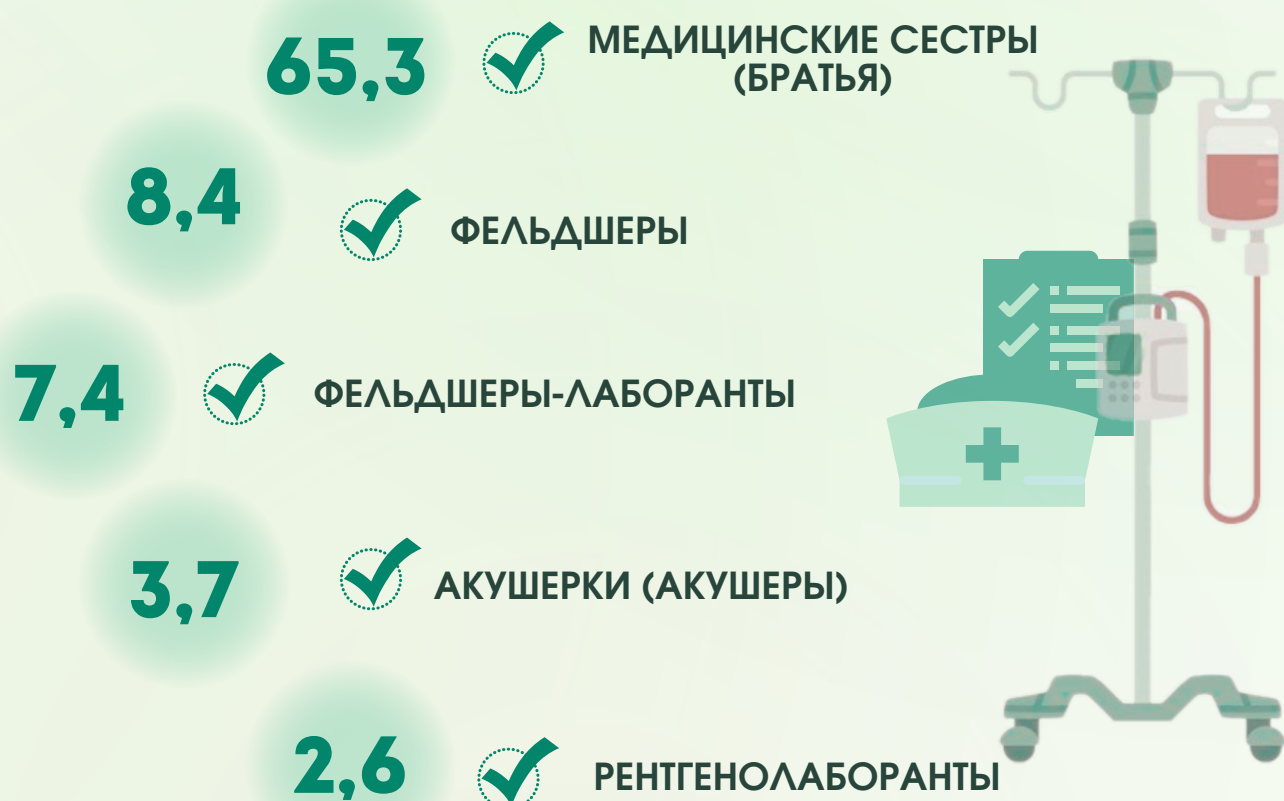 65,3
МЕДИЦИНСКИЕ СЕСТРЫ
(БРАТЬЯ)
8,4
ФЕЛЬДШЕРЫ
7,4
ФЕЛЬДШЕРЫ-ЛАБОРАНТЫ
3,7
АКУШЕРКИ (АКУШЕРЫ)
2,6
РЕНТГЕНОЛАБОРАНТЫ